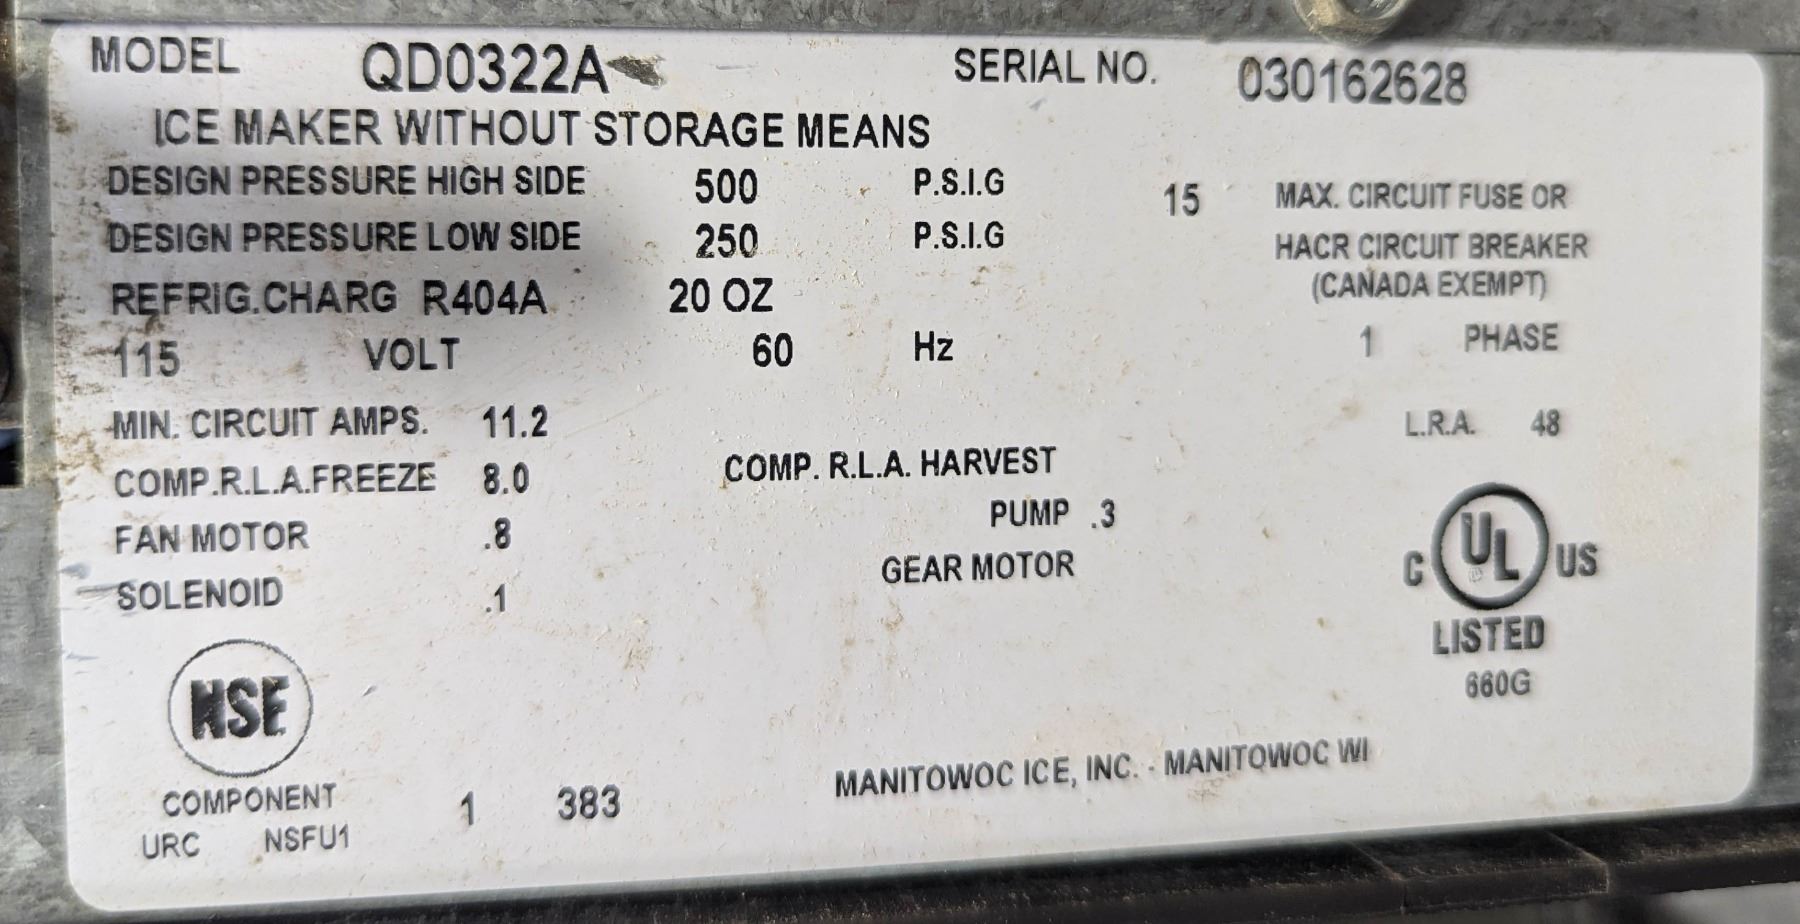 MODEL QD0322A SERIAL NO. 030162628
ICE MAKER WITHOUT STORAGE MEANS
DESIGN PRESSURE HIGH SIDE 500 P.S.I.G 15 MAX. CIRCUIT FUSE OR
DESIGN PRESSURE LOW SIDE 250 P.S.I.G HACR CIRCUIT BREAKER
(CANADA EXEMPT)
REFRIG.CHARG R404A 20 OZ
115 VOLT 60 Hz 1 PHASE
MIN. CIRCUIT AMPS. 11.2 L.R.A. 48
COMP.R.L.A.FREEZE 8.0 COMP. R.L.A. HARVEST
FAN MOTOR .8 PUMP .3
SOLENOID .1 GEAR MOTOR
C UL US
LISTED
660G
NSF
COMPONENT 1 383 MANITOWOC ICE, INC. - MANITOWOC WI
URC NSFU1